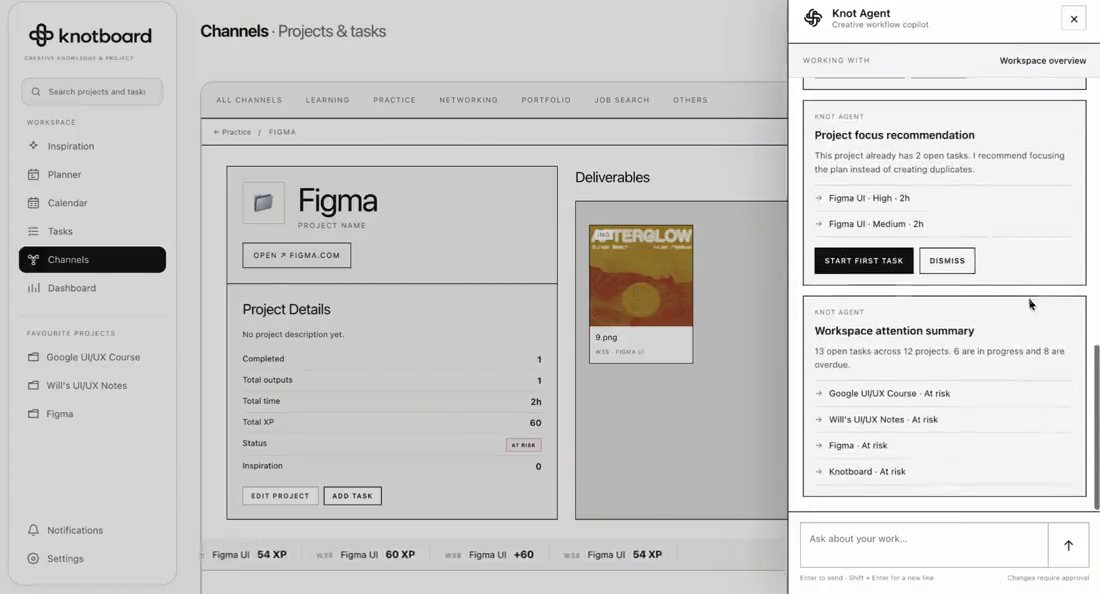 knotboard
CREATIVE KNOWLEDGE & PROJECT
Search projects and tasks
WORKSPACE
Inspiration
Planner
Calendar
Tasks
Channels
Dashboard
FAVOURITE PROJECTS
Google UI/UX Course
Will's UI/UX Notes
Figma
Notifications
Settings
Channels · Projects & tasks
ALL CHANNELS LEARNING PRACTICE NETWORKING PORTFOLIO JOB SEARCH OTHERS
← Practice / FIGMA
Figma
PROJECT NAME
OPEN ↗ FIGMA.COM
Project Details
No project description yet.
Completed 1
Total outputs 1
Total time 2h
Total XP 60
Status AT RISK
Inspiration 0
EDIT PROJECT ADD TASK
Deliverables
IMG
AFTERGLOW
9.png
W39 · FIGMA UI
Figma UI 54 XP W39 Figma UI 60 XP W39 Figma UI +60 W38 Figma UI 54 XP
Knot Agent
Creative workflow copilot
×
WORKING WITH Workspace overview
KNOT AGENT
Project focus recommendation
This project already has 2 open tasks. I recommend focusing
the plan instead of creating duplicates.
→ Figma UI · High · 2h
→ Figma UI · Medium · 2h
START FIRST TASK DISMISS
KNOT AGENT
Workspace attention summary
13 open tasks across 12 projects. 6 are in progress and 8 are
overdue.
→ Google UI/UX Course · At risk
→ Will's UI/UX Notes · At risk
→ Figma · At risk
→ Knotboard · At risk
Ask about your work...
Enter to send · Shift + Enter for a new line Changes require approval